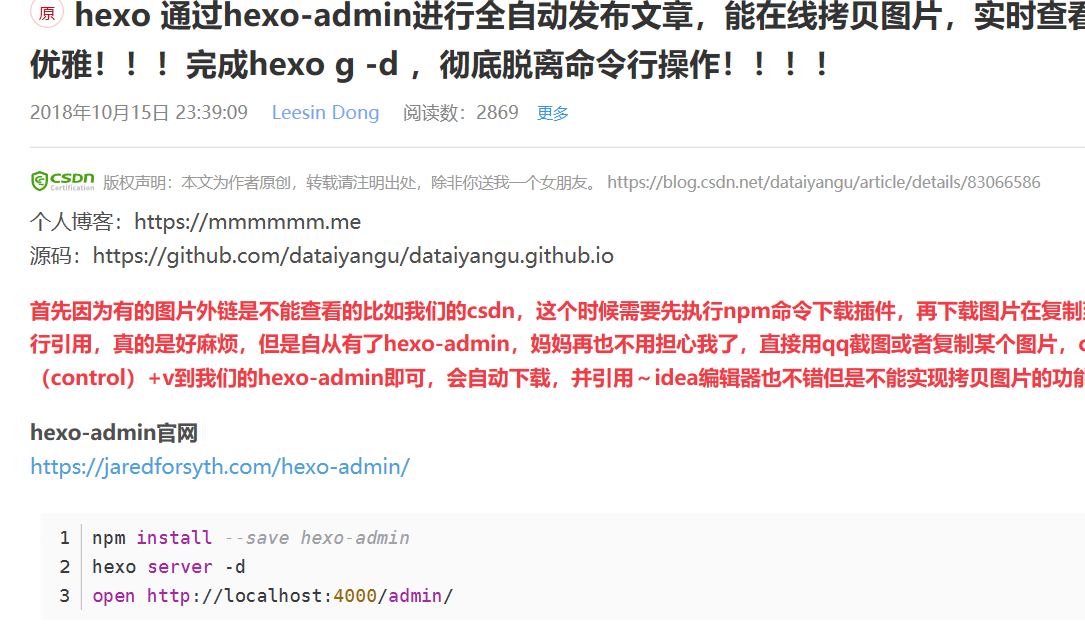 原 hexo 通过hexo-admin进行全自动发布文章，能在线拷贝图片，实时查看
优雅！！！完成hexo g -d ，彻底脱离命令行操作！！！！
2018年10月15日 23:39:09 Leesin Dong 阅读数：2869 更多
CSDN Certification 版权声明：本文为作者原创，转载请注明出处，除非你送我一个女朋友。 https://blog.csdn.net/dataiyangu/article/details/83066586
个人博客：https://mmmmmm.me
源码：https://github.com/dataiyangu/dataiyangu.github.io
首先因为有的图片外链是不能查看的比如我们的csdn，这个时候需要先执行npm命令下载插件，再下载图片在复制
行引用，真的是好麻烦，但是自从有了hexo-admin，妈妈再也不用担心我了，直接用qq截图或者复制某个图片，c
（control）+v到我们的hexo-admin即可，会自动下载，并引用～idea编辑器也不错但是不能实现拷贝图片的功能
hexo-admin官网
https://jaredforsyth.com/hexo-admin/
1 npm install --save hexo-admin
2 hexo server -d
3 open http://localhost:4000/admin/